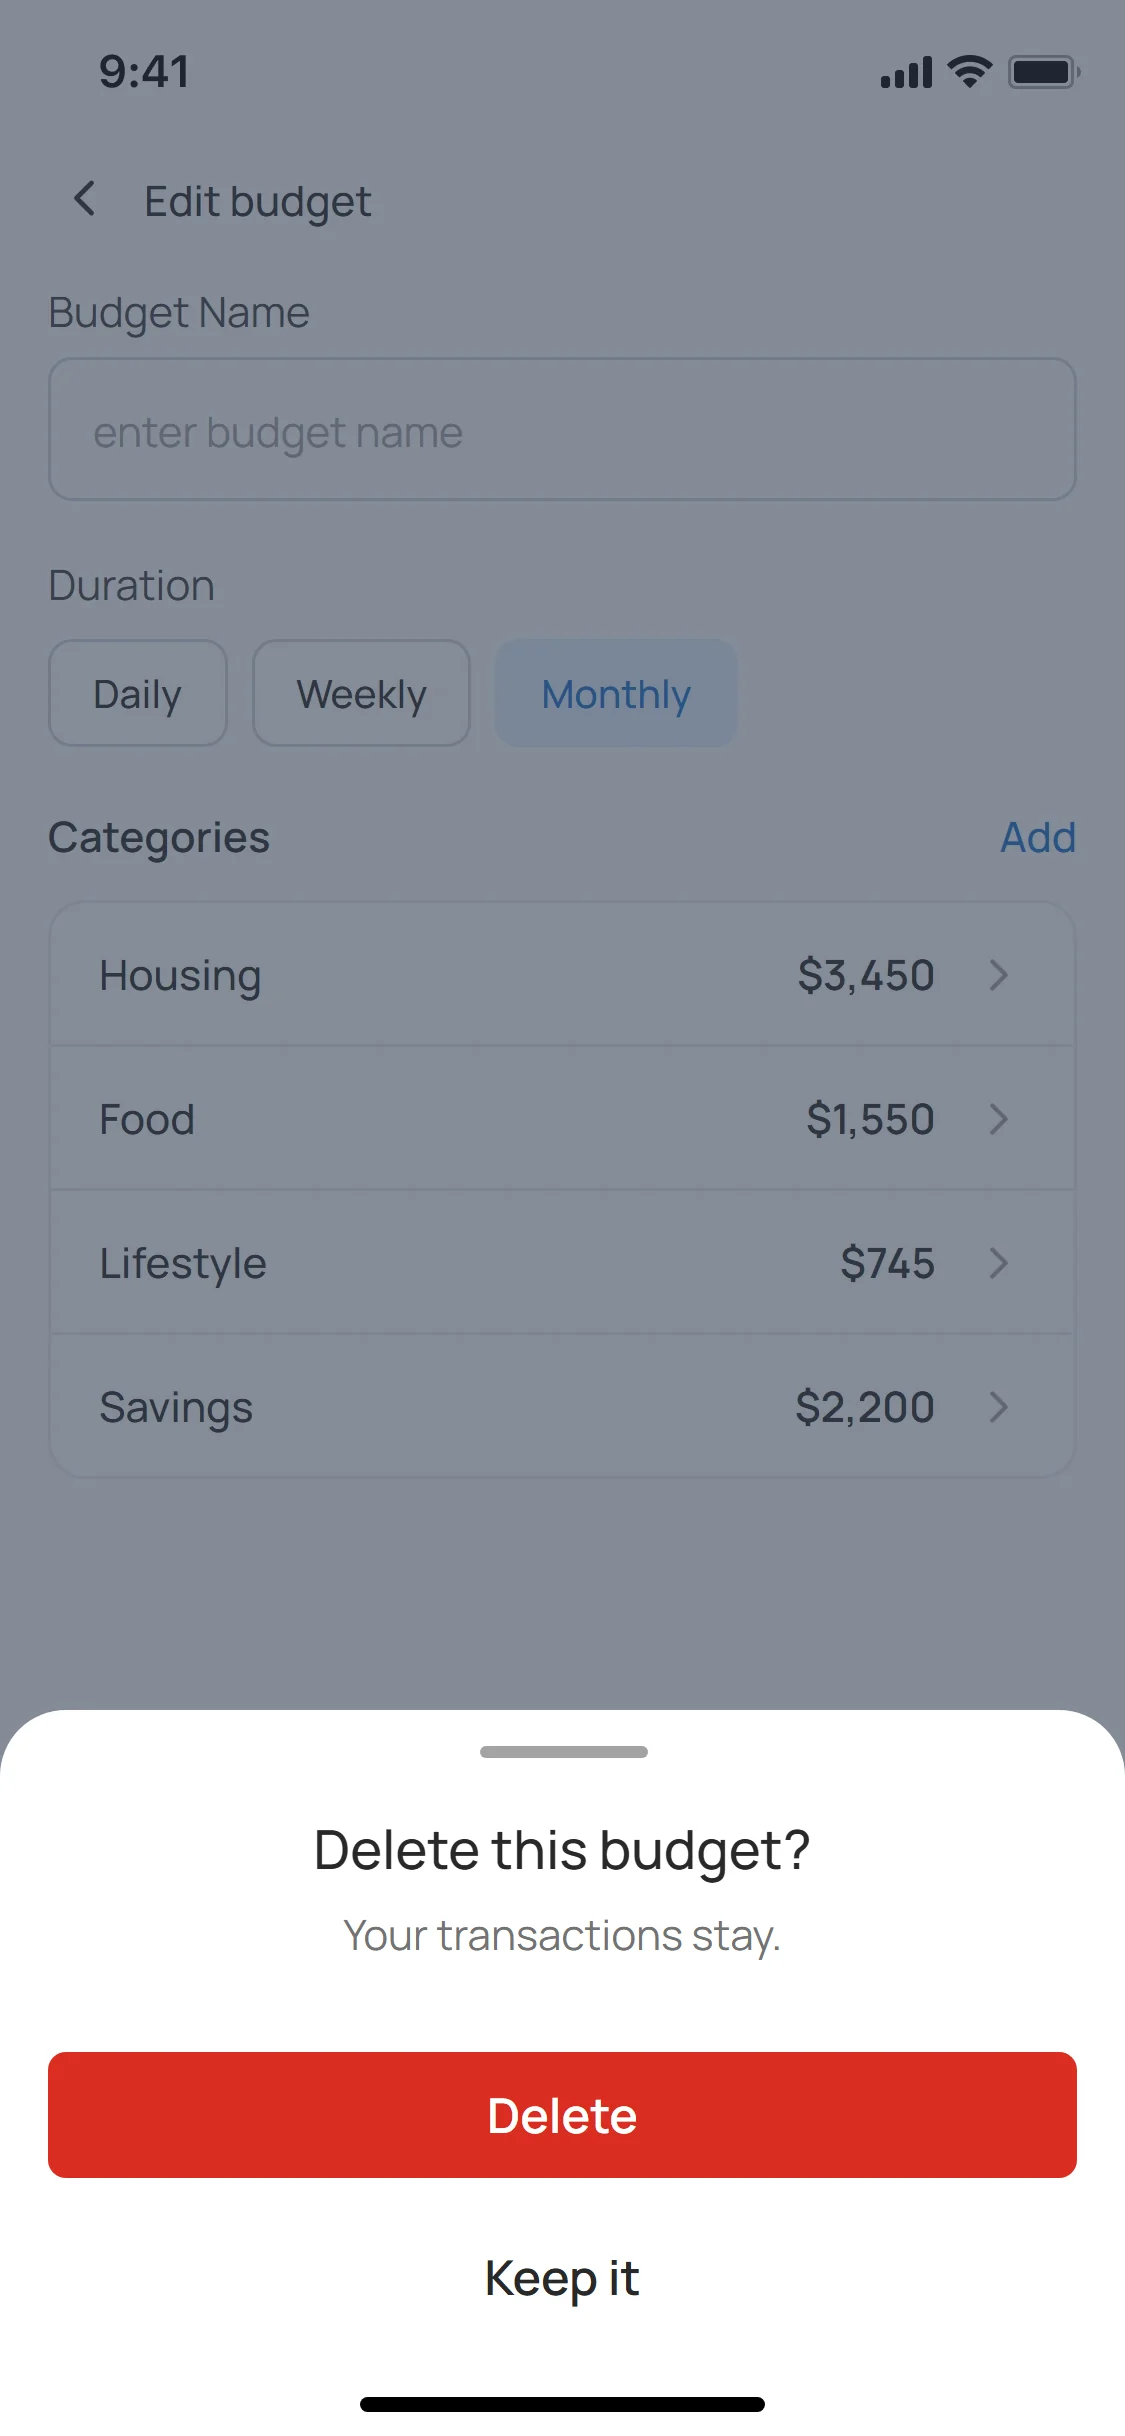 9:41
Edit budget
Budget Name
enter budget name
Duration
Daily Weekly Monthly
Categories Add
Housing $3,450
Food $1,550
Lifestyle $745
Savings $2,200
Delete this budget?
Your transactions stay.
Delete
Keep it